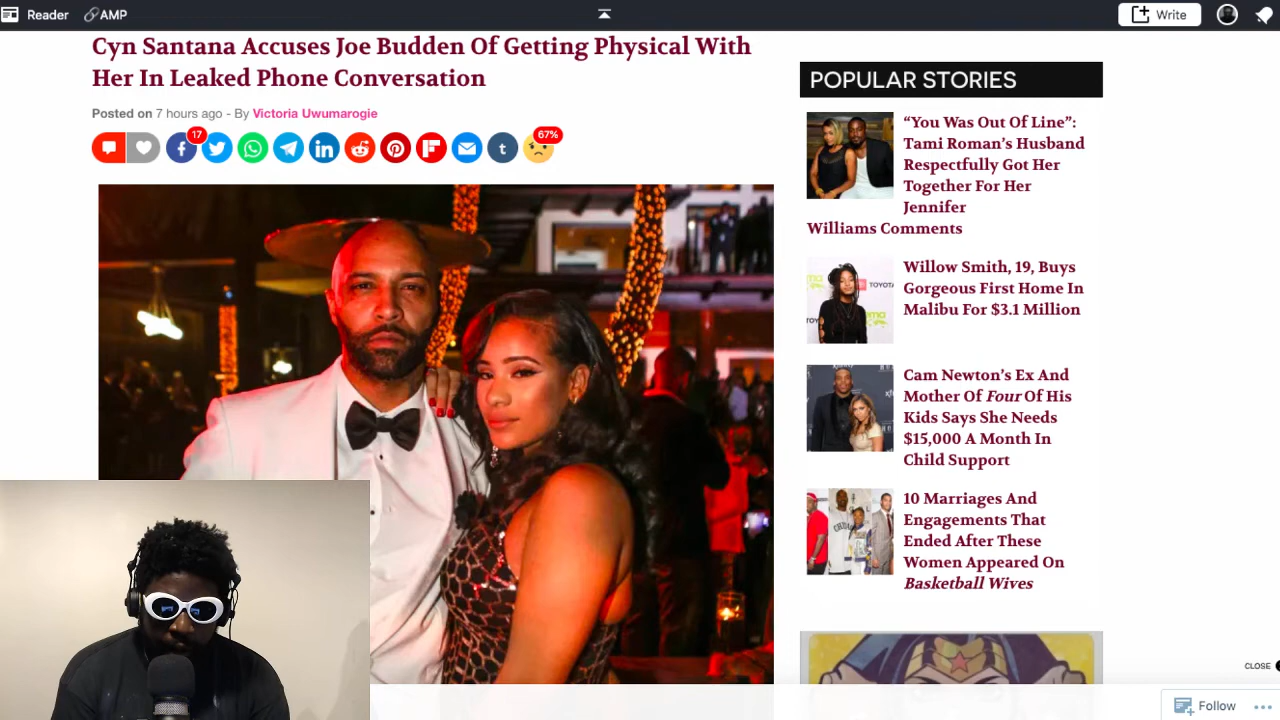 Reader
AMP
Write
Cyn Santana Accuses Joe Budden Of Getting Physical With
Her In Leaked Phone Conversation
Posted on 7 hours ago - By Victoria Uwumarogie
17
67%
t
POPULAR STORIES
“You Was Out Of Line”:
Tami Roman’s Husband
Respectfully Got Her
Together For Her
Jennifer
Williams Comments
TOYOTA
Willow Smith, 19, Buys
Gorgeous First Home In
Malibu For $3.1 Million
Cam Newton’s Ex And
Mother Of Four Of His
Kids Says She Needs
$15,000 A Month In
Child Support
10 Marriages And
Engagements That
Ended After These
Women Appeared On
Basketball Wives
CLOSE
Follow